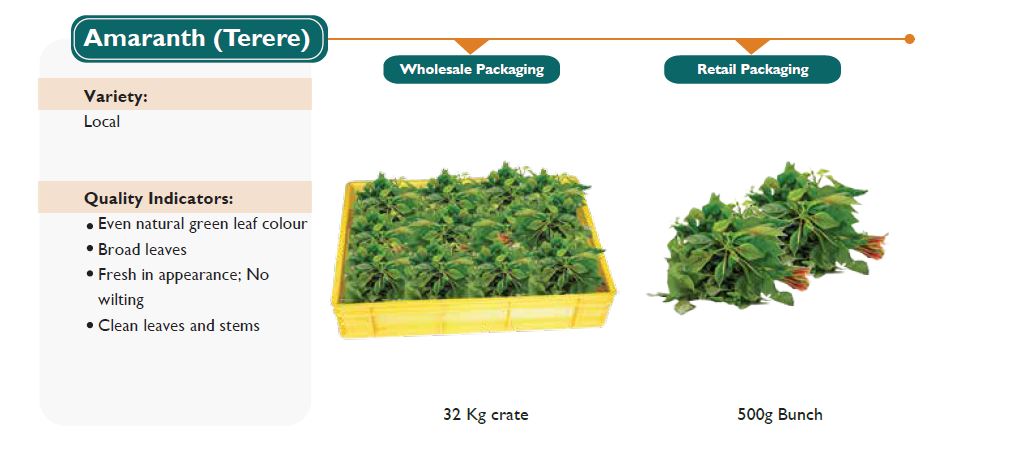 Amaranth (Terere)
Wholesale Packaging
Retail Packaging
Variety:
Local
Quality Indicators:
• Even natural green leaf colour
• Broad leaves
• Fresh in appearance; No
wilting
• Clean leaves and stems
32 Kg crate
500g Bunch